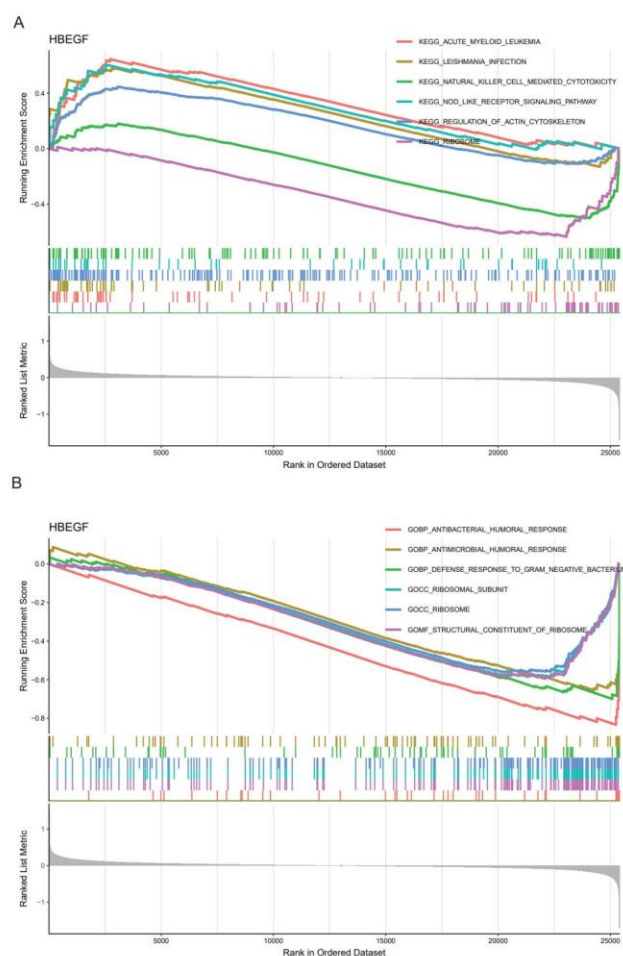 A
HBEGF
KEGG_ACUTE_MYELOID_LEUKEMIA
KEGG_LEISHMANIA_INFECTION
KEGG_NATURAL_KILLER_CELL_MEDIATED_CYTOTOXICITY
KEGG_NOD_LIKE_RECEPTOR_SIGNALING_PATHWAY
KEGG_REGULATION_OF_ACTIN_CYTOSKELETON
KEGG_RIBOSOME
Running Enrichment Score
0.4
0.0
−0.4
Ranked List Metric
1
0
−1
5000 10000 15000 20000 25000
Rank in Ordered Dataset
B
HBEGF
GOBP_ANTIBACTERIAL_HUMORAL_RESPONSE
GOBP_ANTIMICROBIAL_HUMORAL_RESPONSE
GOBP_DEFENSE_RESPONSE_TO_GRAM_NEGATIVE_BACTERIU
GOCC_RIBOSOMAL_SUBUNIT
GOCC_RIBOSOME
GOMF_STRUCTURAL_CONSTITUENT_OF_RIBOSOME
Running Enrichment Score
0.0
−0.2
−0.4
−0.6
−0.8
Ranked List Metric
1
0
−1
5000 10000 15000 20000 25000
Rank in Ordered Dataset